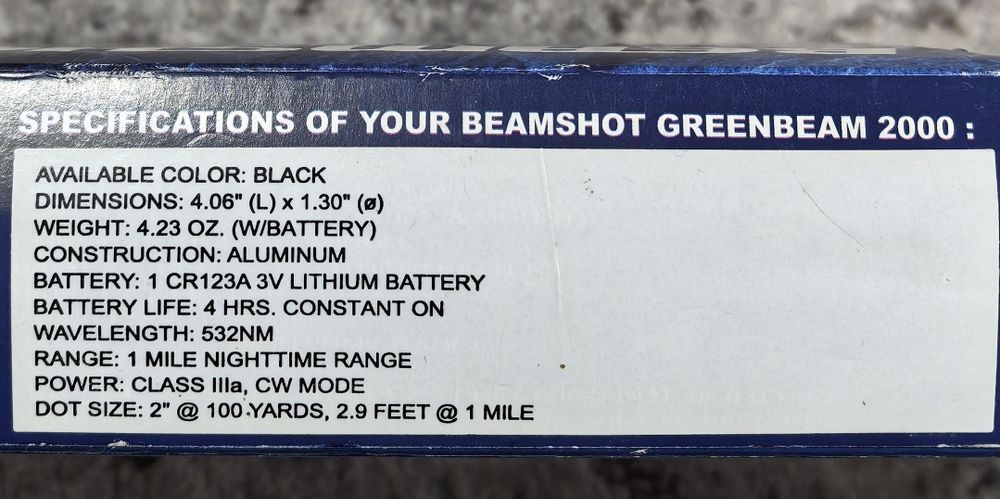 SPECIFICATIONS OF YOUR BEAMSHOT GREENBEAM 2000 :
AVAILABLE COLOR: BLACK
DIMENSIONS: 4.06" (L) x 1.30" (ø)
WEIGHT: 4.23 OZ. (W/BATTERY)
CONSTRUCTION: ALUMINUM
BATTERY: 1 CR123A 3V LITHIUM BATTERY
BATTERY LIFE: 4 HRS. CONSTANT ON
WAVELENGTH: 532NM
RANGE: 1 MILE NIGHTTIME RANGE
POWER: CLASS IIIa, CW MODE
DOT SIZE: 2" @ 100 YARDS, 2.9 FEET @ 1 MILE